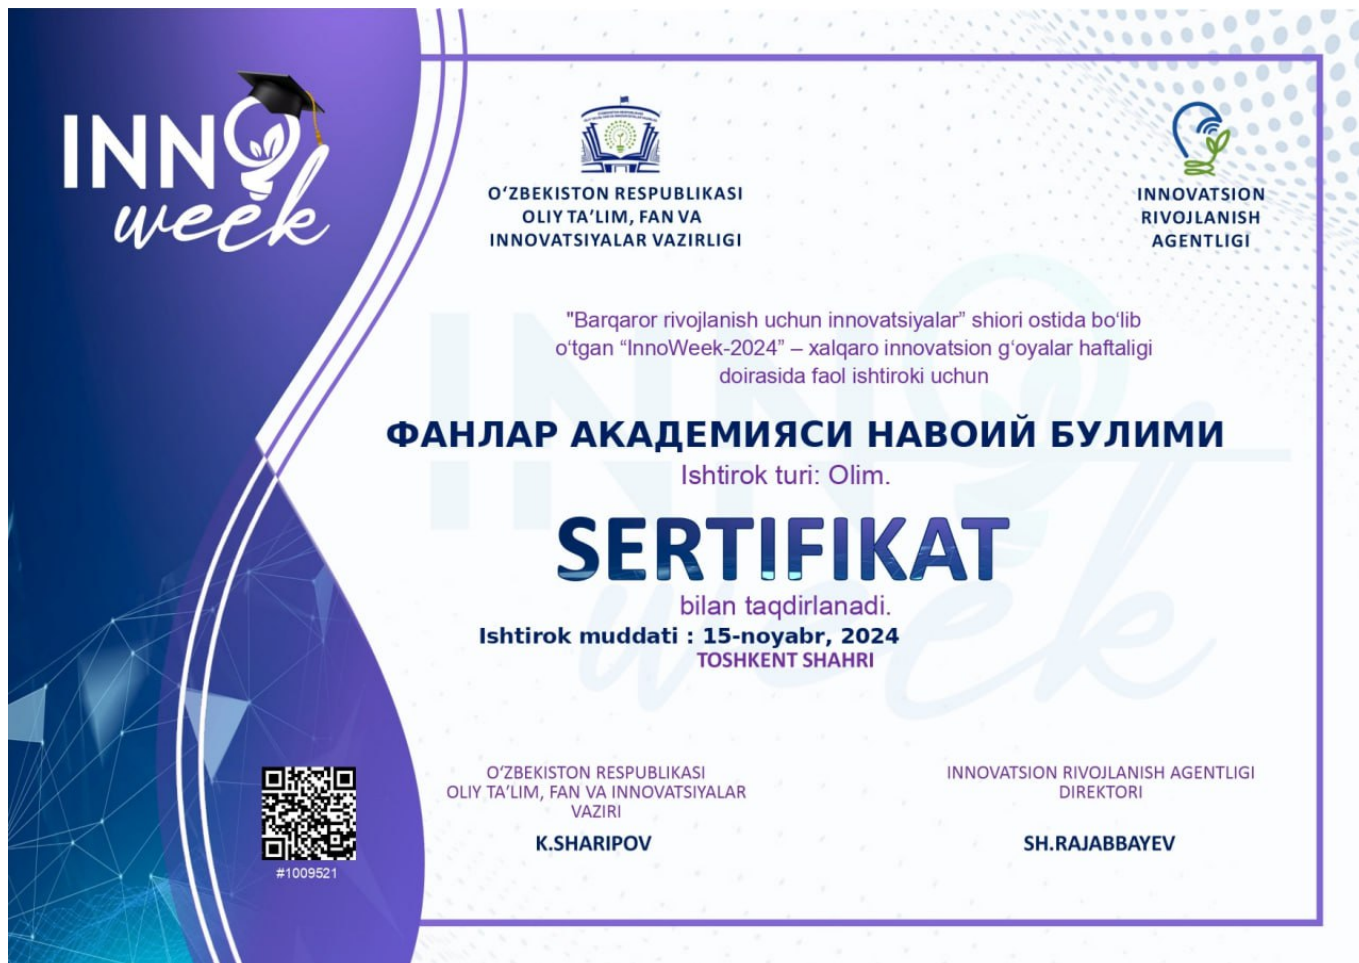 INNO
week
O‘ZBEKISTON RESPUBLIKASI
OLIY TA’LIM, FAN VA
INNOVATSIYALAR VAZIRLIGI
INNOVATSION
RIVOJLANISH
AGENTLIGI
"Barqaror rivojlanish uchun innovatsiyalar” shiori ostida bo‘lib
o‘tgan “InnoWeek-2024” – xalqaro innovatsion g‘oyalar haftaligi
doirasida faol ishtiroki uchun
ФАНЛАР АКАДЕМИЯСИ НАВОИЙ БУЛИМИ
Ishtirok turi: Olim.
SERTIFIKAT
bilan taqdirlanadi.
Ishtirok muddati : 15-noyabr, 2024
TOSHKENT SHAHRI
O‘ZBEKISTON RESPUBLIKASI
OLIY TA’LIM, FAN VA INNOVATSIYALAR
VAZIRI
K.SHARIPOV
INNOVATSION RIVOJLANISH AGENTLIGI
DIREKTORI
SH.RAJABBAYEV
#1009521